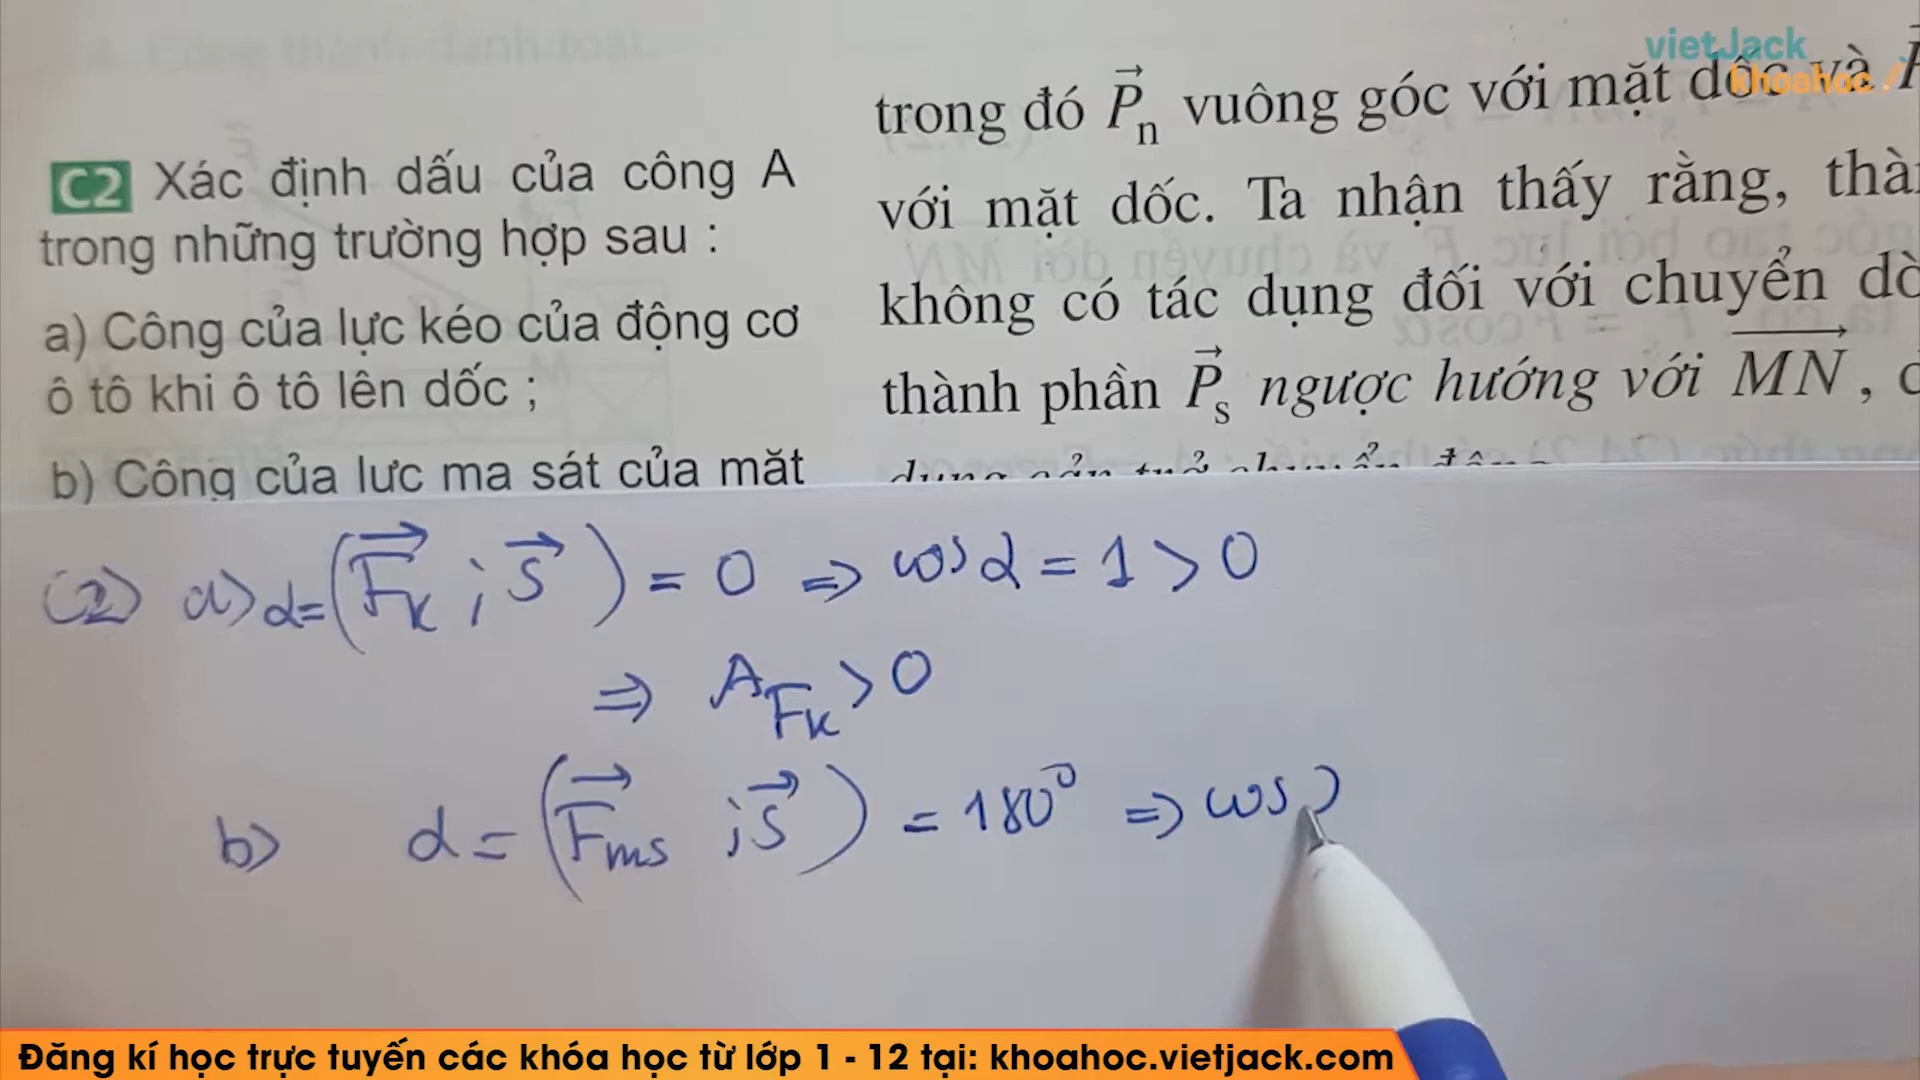 vietJack
khoahoc
C2 Xác định dấu của công A
trong những trường hợp sau :
a) Công của lực kéo của động cơ
ô tô khi ô tô lên dốc ;
b) Công của lực ma sát của mặt
trong đó P⃗n vuông góc với mặt dốc và
với mặt dốc. Ta nhận thấy rằng,
không có tác dụng đối với chuyển
thành phần P⃗s ngược hướng với MN⃗,
C2) a) α = (F⃗k ; s⃗) = 0 => cos α = 1 > 0
=> A_Fk > 0
b) α = (F⃗ms ; s⃗) = 180° => cos
Đăng kí học trực tuyến các khóa học từ lớp 1 - 12 tại: khoahoc.vietjack.com